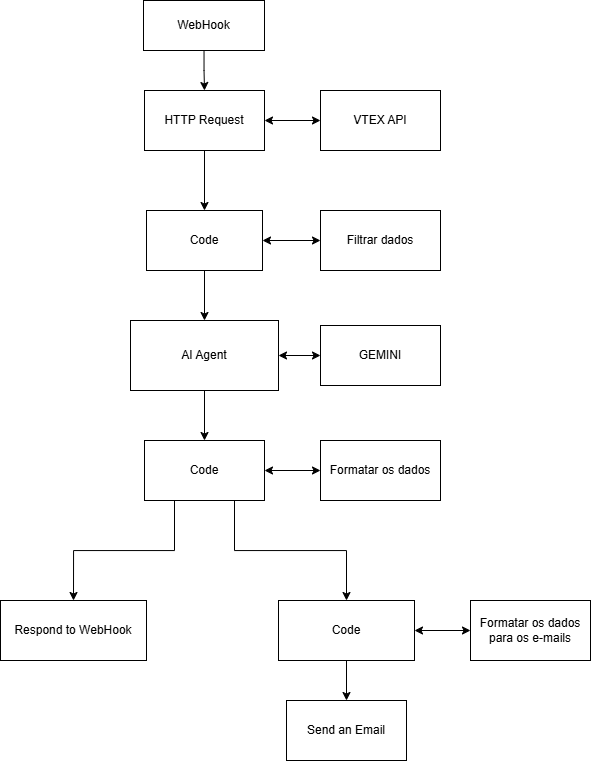 WebHook
HTTP Request
VTEX API
Code
Filtrar dados
AI Agent
GEMINI
Code
Formatar os dados
Respond to WebHook
Code
Formatar os dados
para os e-mails
Send an Email